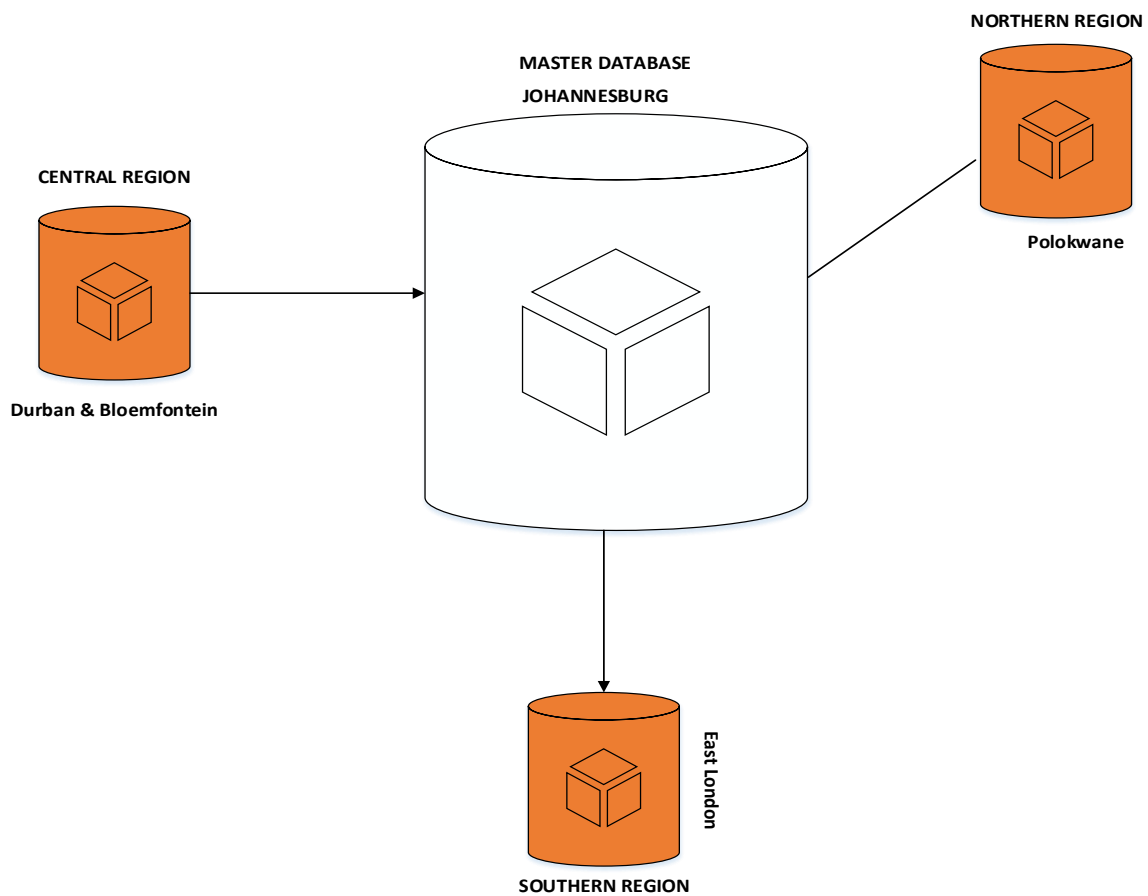 NORTHERN REGION
MASTER DATABASE
JOHANNESBURG
CENTRAL REGION
Polokwane
Durban & Bloemfontein
East London
SOUTHERN REGION